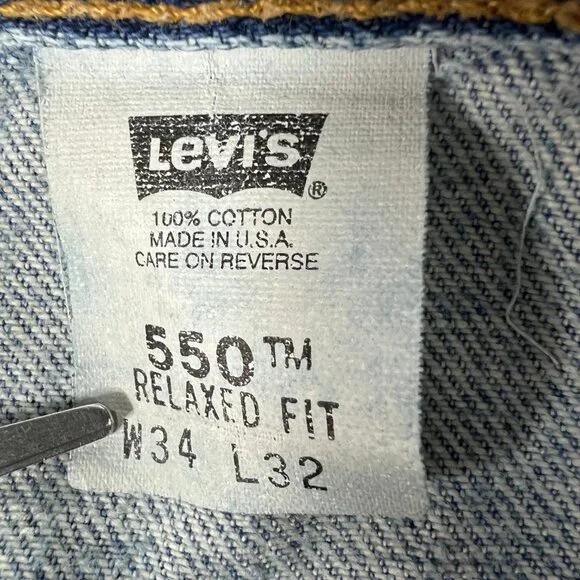 Levi's®
100% COTTON
MADE IN U.S.A.
CARE ON REVERSE
550™
RELAXED FIT
W34 L32